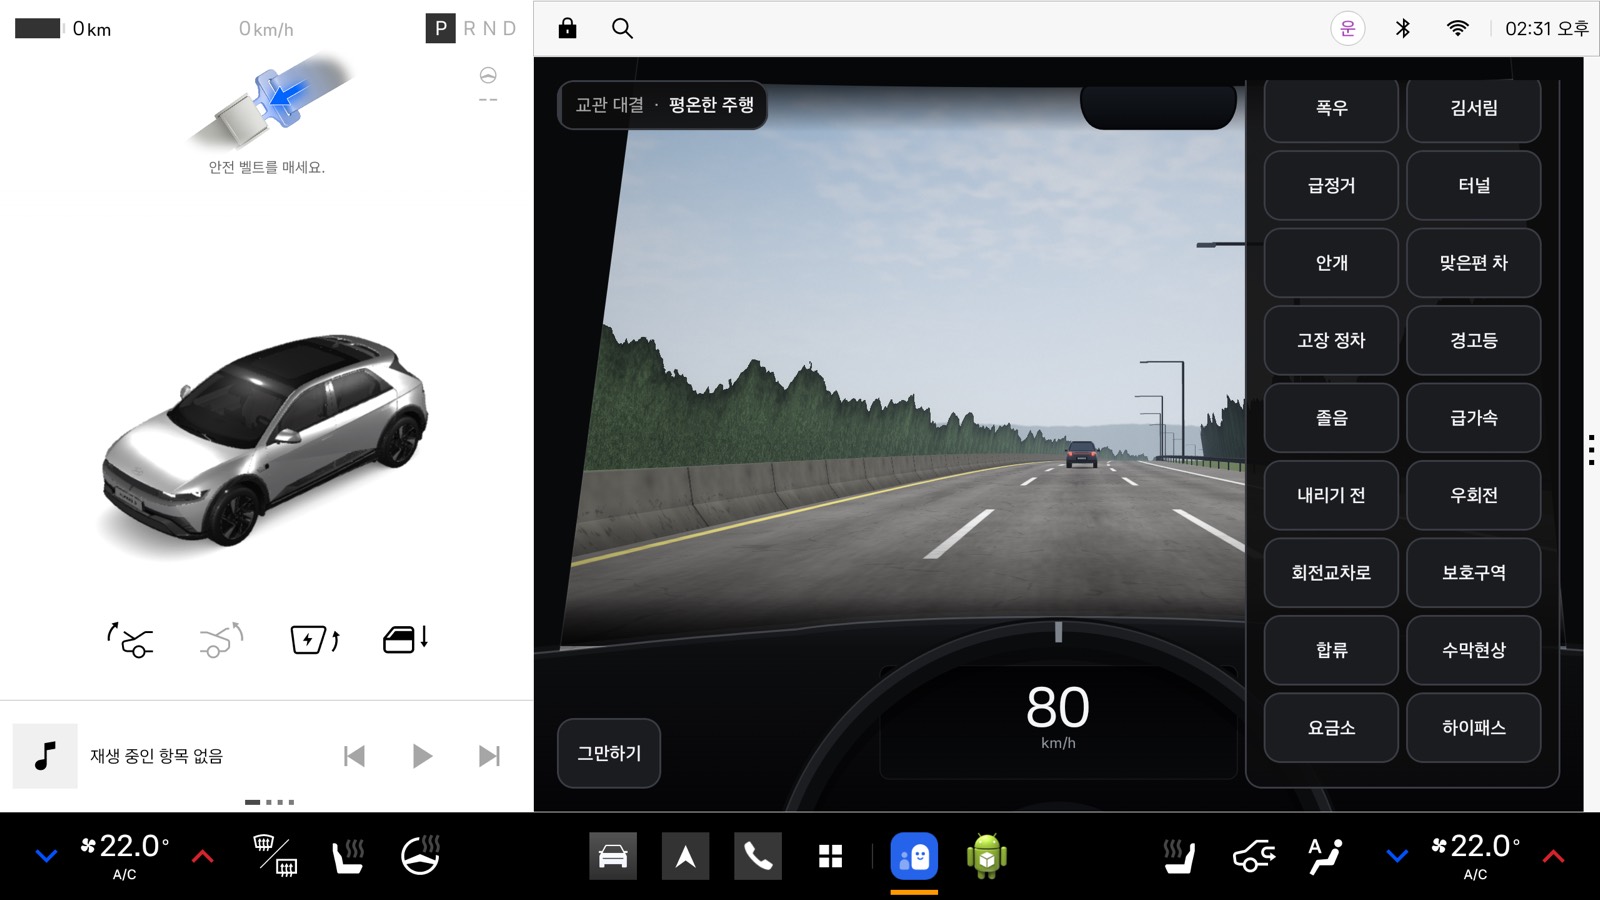 0 km
0 km/h
P R N D
--
안전 벨트를 매세요.
재생 중인 항목 없음
운
02:31 오후
교관 대결 · 평온한 주행
폭우
김서림
급정거
터널
안개
맞은편 차
고장 정차
경고등
졸음
급가속
내리기 전
우회전
회전교차로
보호구역
합류
수막현상
요금소
하이패스
80
km/h
그만하기
22.0°
A/C
A
22.0°
A/C